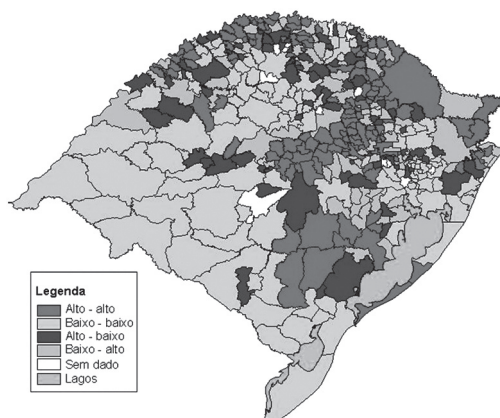 Legenda
Alto - alto
Baixo - baixo
Alto - baixo
Baixo - alto
Sem dado
Lagos